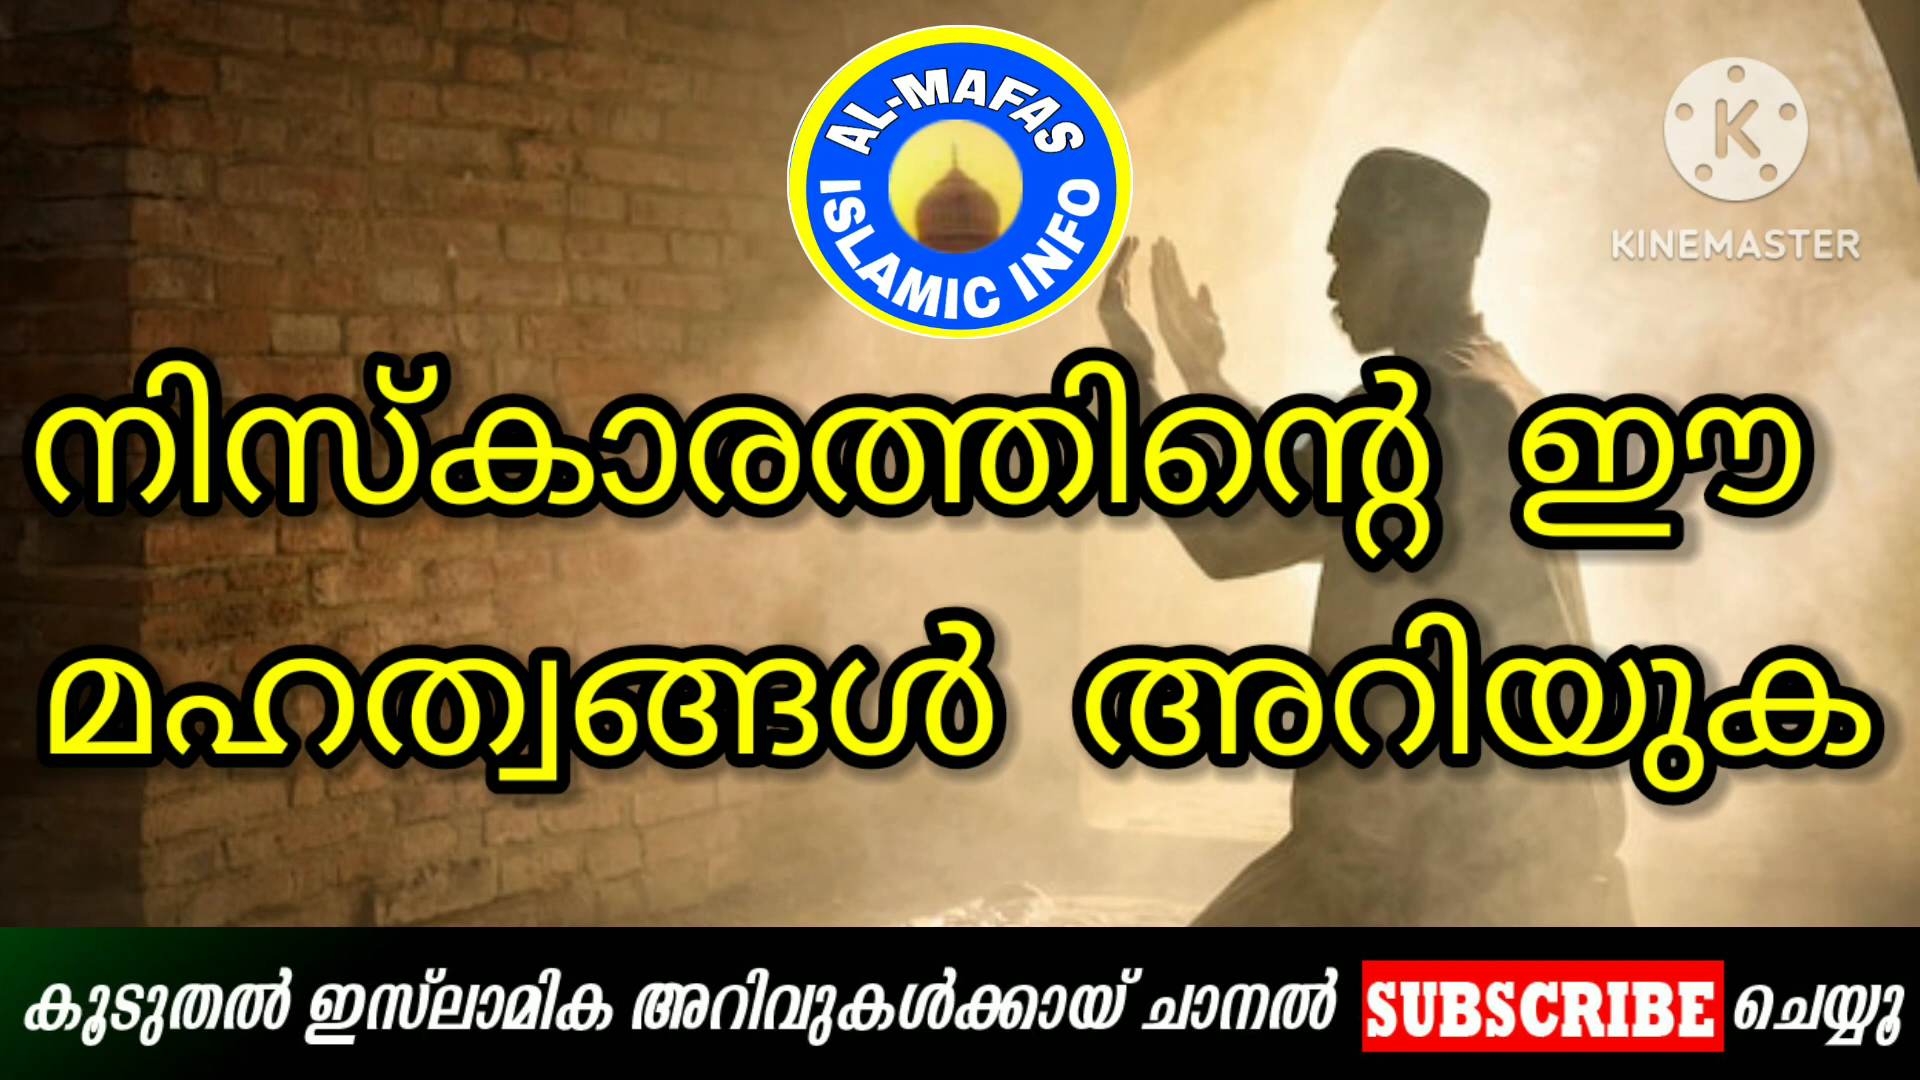 AL-MAFAS
ISLAMIC INFO
KINEMASTER
നിസ്കാരത്തിന്റെ ഈ
മഹത്വങ്ങൾ അറിയുക
കൂടുതൽ ഇസ്‌ലാമിക അറിവുകൾക്കായ് ചാനൽ SUBSCRIBE ചെയ്യൂ